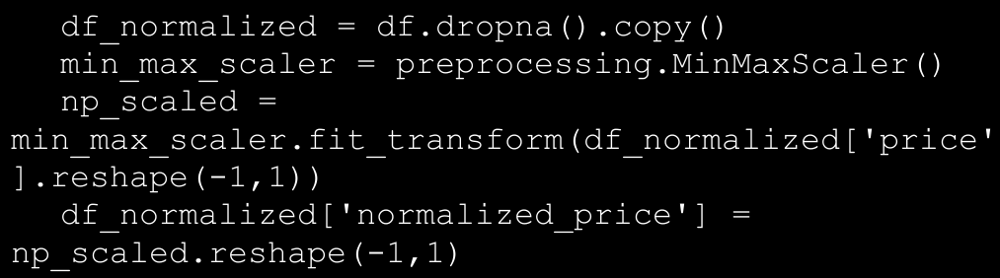 df_normalized = df.dropna().copy()
min_max_scaler = preprocessing.MinMaxScaler()
np_scaled =
min_max_scaler.fit_transform(df_normalized['price'
].reshape(-1,1))
df_normalized['normalized_price'] =
np_scaled.reshape(-1,1)